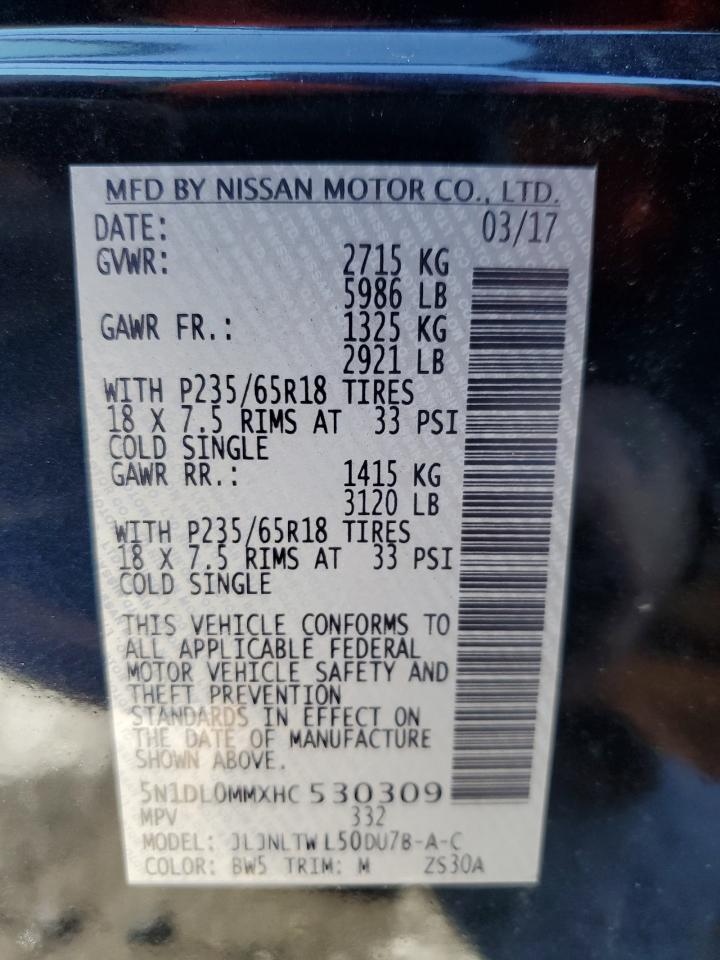 MFD BY NISSAN MOTOR CO., LTD.
DATE: 03/17
GVWR: 2715 KG
5986 LB
GAWR FR.: 1325 KG
2921 LB
WITH P235/65R18 TIRES
18 X 7.5 RIMS AT 33 PSI
COLD SINGLE
GAWR RR.: 1415 KG
3120 LB
WITH P235/65R18 TIRES
18 X 7.5 RIMS AT 33 PSI
COLD SINGLE
THIS VEHICLE CONFORMS TO
ALL APPLICABLE FEDERAL
MOTOR VEHICLE SAFETY AND
THEFT PREVENTION
STANDARDS IN EFFECT ON
THE DATE OF MANUFACTURE
SHOWN ABOVE.
5N1DL0MMXHC 530309
MPV 332
MODEL: JLJNLTW L50DU7B-A-C
COLOR: BW5 TRIM: M ZS30A